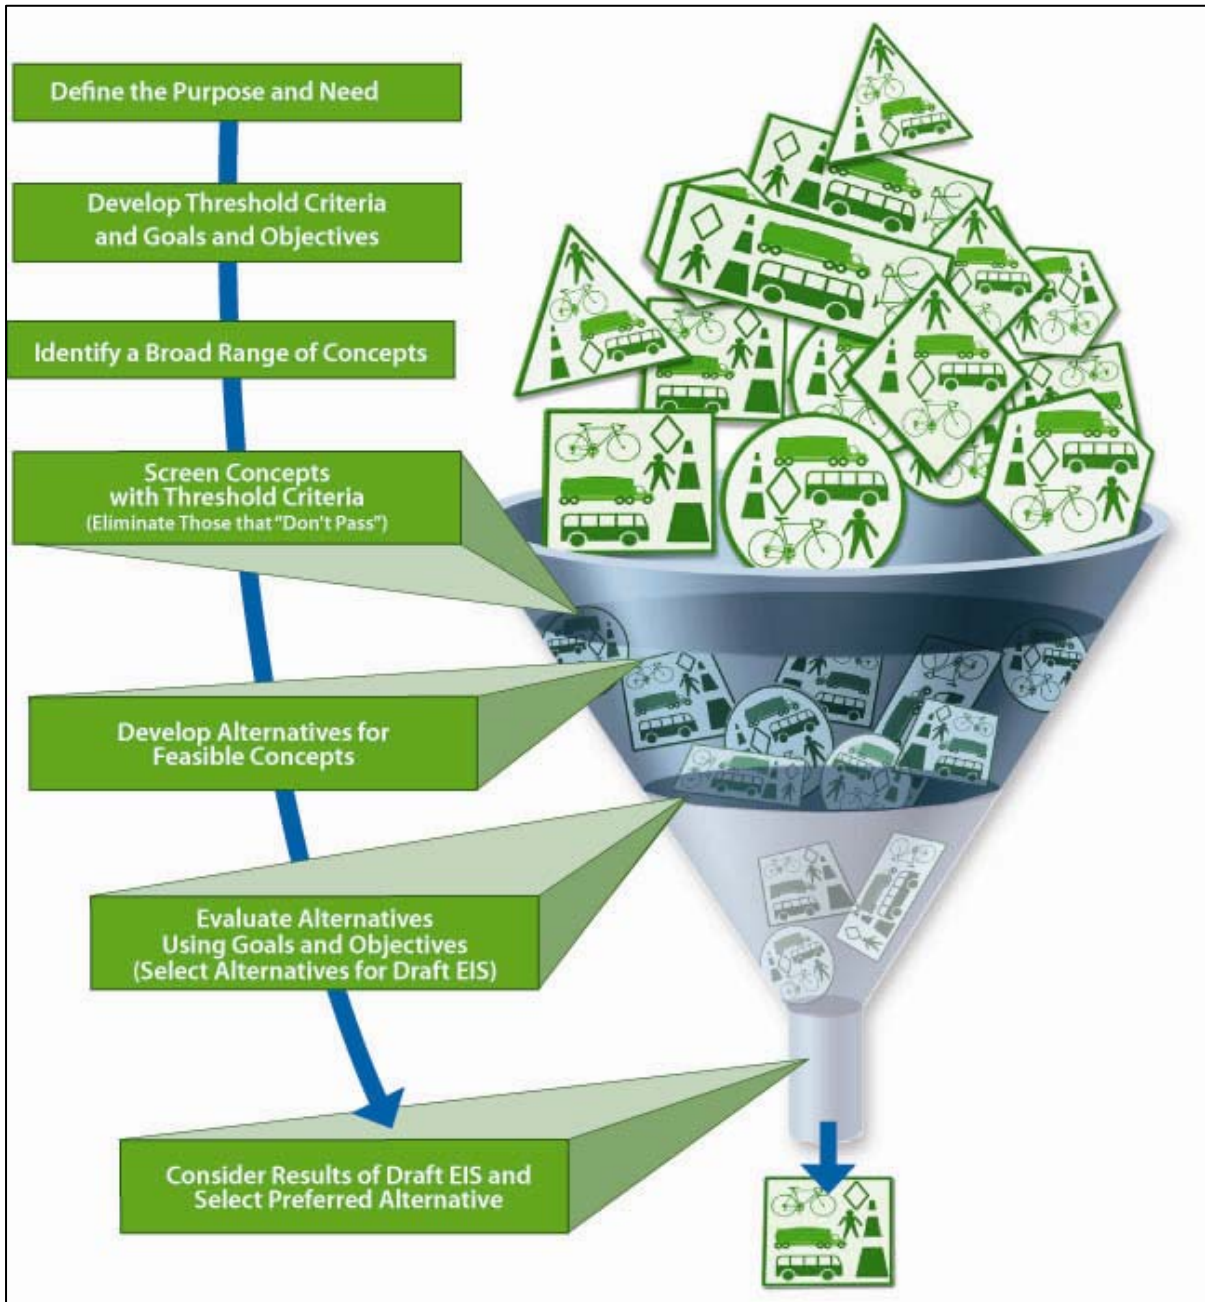 Define the Purpose and Need
Develop Threshold Criteria
and Goals and Objectives
Identify a Broad Range of Concepts
Screen Concepts
with Threshold Criteria
(Eliminate Those that "Don't Pass")
Develop Alternatives for
Feasible Concepts
Evaluate Alternatives
Using Goals and Objectives
(Select Alternatives for Draft EIS)
Consider Results of Draft EIS and
Select Preferred Alternative